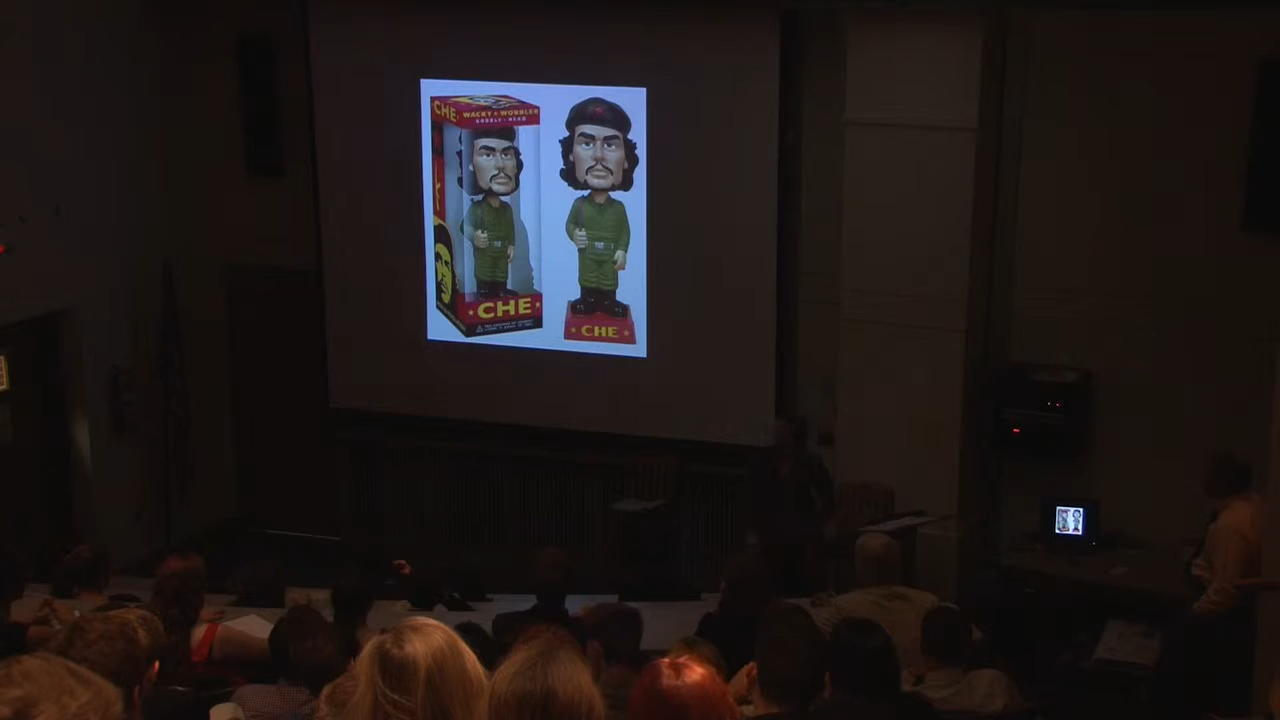 CHE, WACKY • WOBBLER
BOBBLE-HEAD
★ CHE ★
★ CHE ★